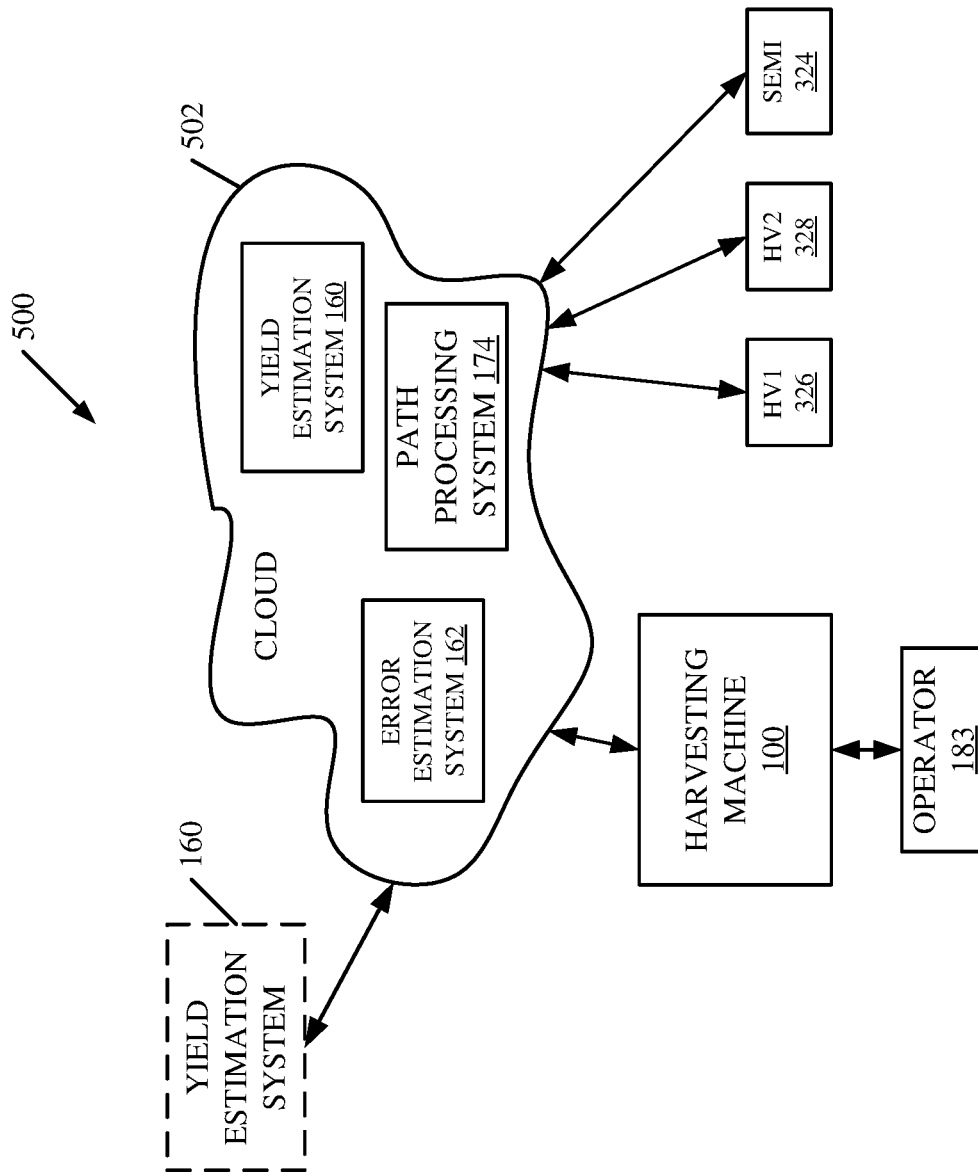 500
502
160
YIELD
ESTIMATION
SYSTEM
CLOUD
YIELD
ESTIMATION
SYSTEM 160
ERROR
ESTIMATION
SYSTEM 162
PATH
PROCESSING
SYSTEM 174
HARVESTING
MACHINE
100
OPERATOR
183
HV1
326
HV2
328
SEMI
324